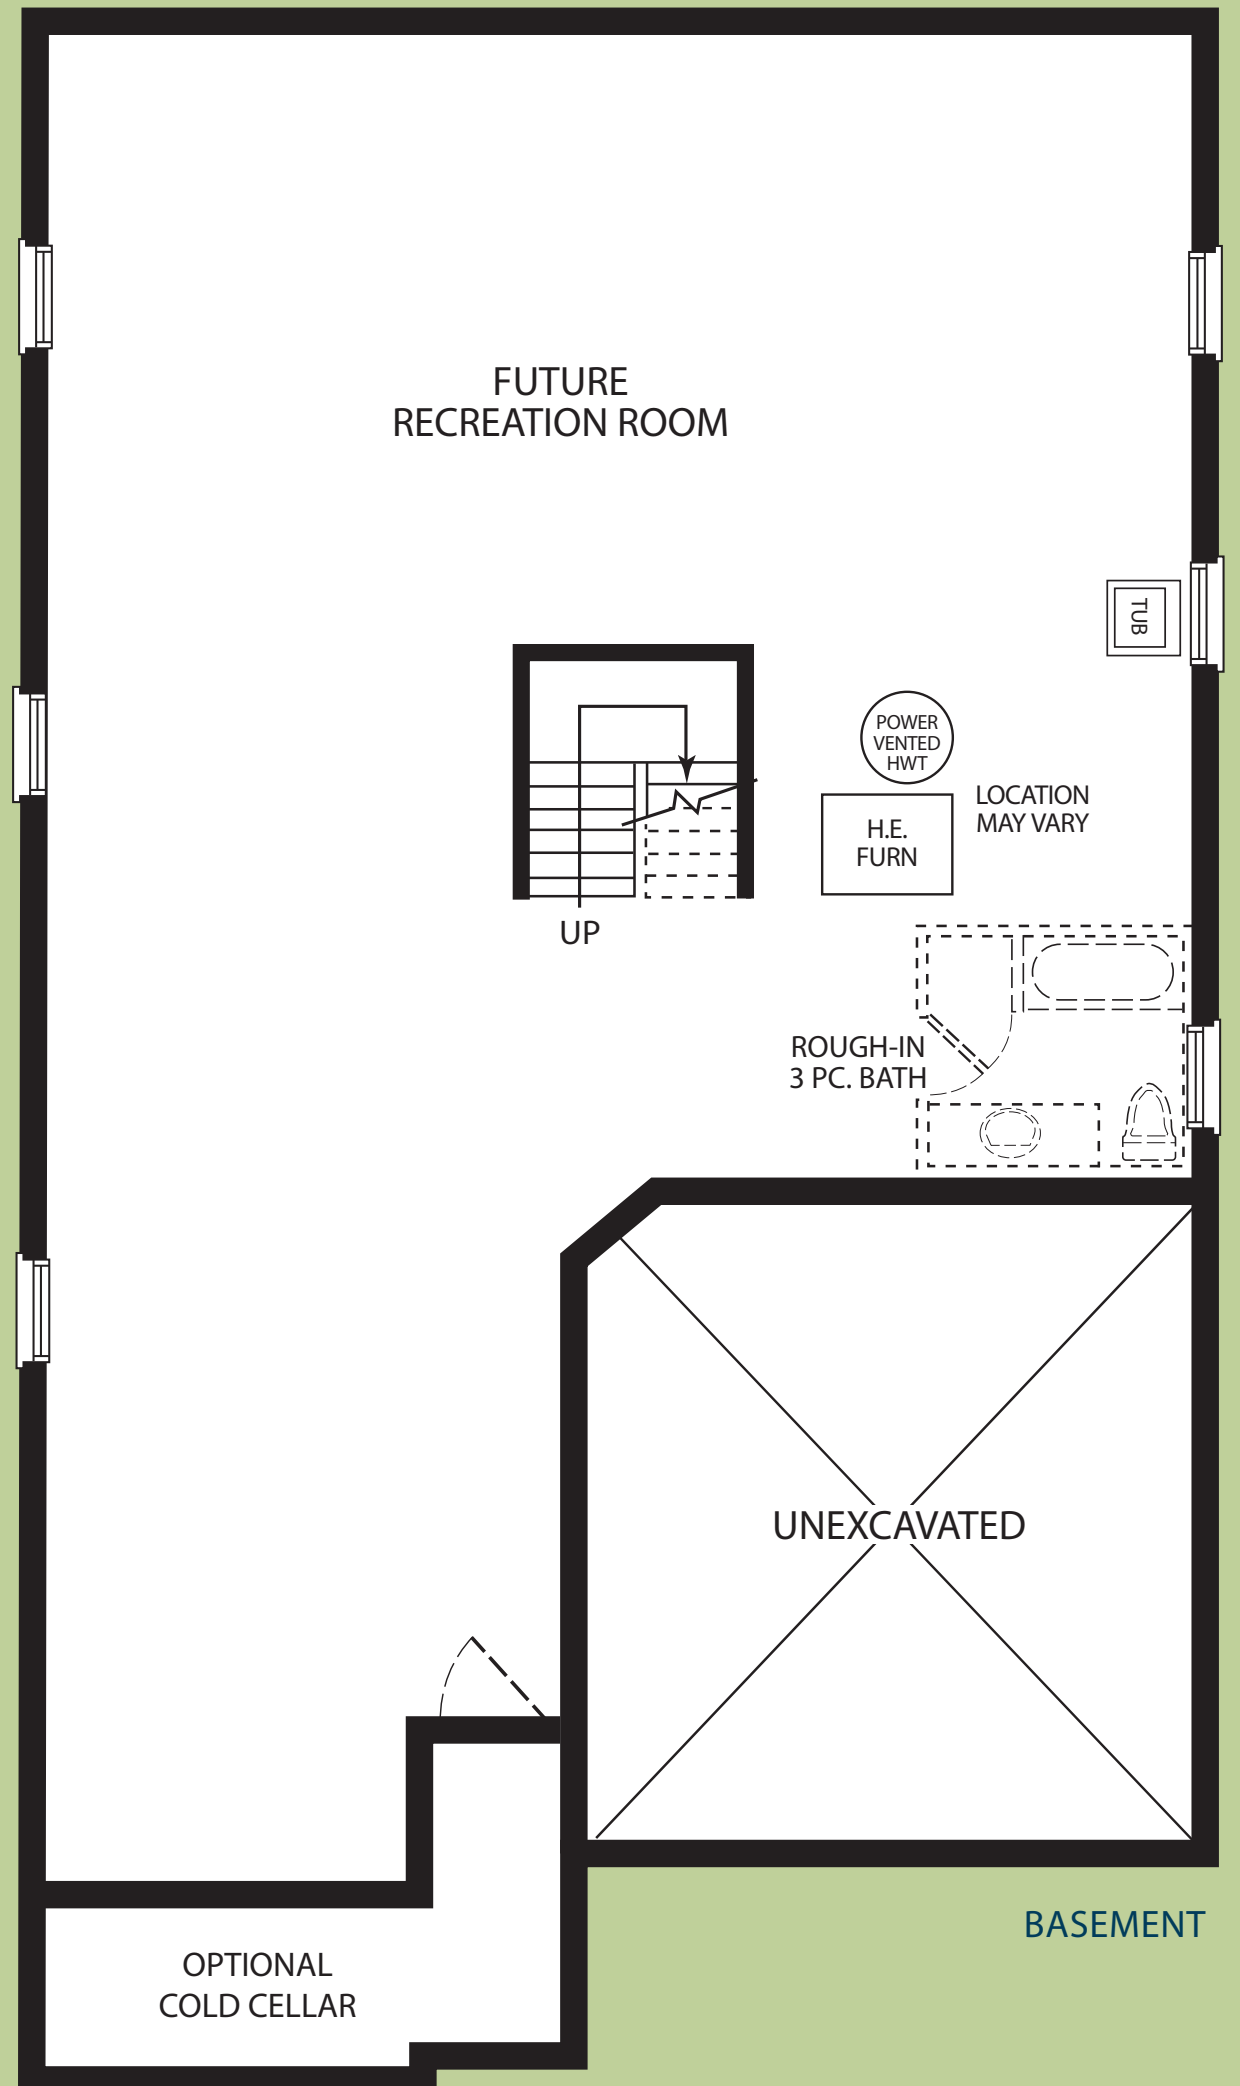 FUTURE
RECREATION ROOM
TUB
POWER
VENTED
HWT
LOCATION
MAY VARY
H.E.
FURN
UP
ROUGH-IN
3 PC. BATH
UNEXCAVATED
BASEMENT
OPTIONAL
COLD CELLAR